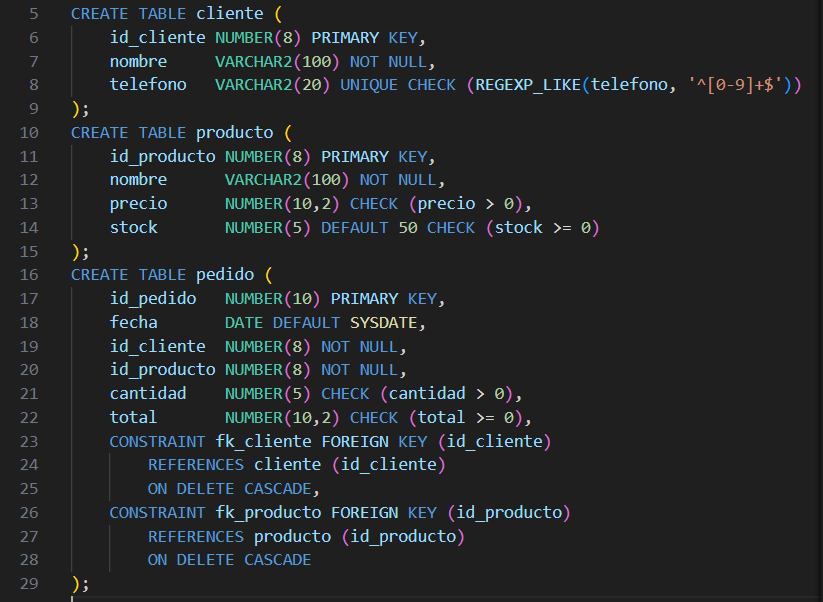 5 CREATE TABLE cliente (
6     id_cliente NUMBER(8) PRIMARY KEY,
7     nombre     VARCHAR2(100) NOT NULL,
8     telefono   VARCHAR2(20) UNIQUE CHECK (REGEXP_LIKE(telefono, '^[0-9]+$'))
9 );
10 CREATE TABLE producto (
11     id_producto NUMBER(8) PRIMARY KEY,
12     nombre      VARCHAR2(100) NOT NULL,
13     precio      NUMBER(10,2) CHECK (precio > 0),
14     stock       NUMBER(5) DEFAULT 50 CHECK (stock >= 0)
15 );
16 CREATE TABLE pedido (
17     id_pedido   NUMBER(10) PRIMARY KEY,
18     fecha       DATE DEFAULT SYSDATE,
19     id_cliente  NUMBER(8) NOT NULL,
20     id_producto NUMBER(8) NOT NULL,
21     cantidad    NUMBER(5) CHECK (cantidad > 0),
22     total       NUMBER(10,2) CHECK (total >= 0),
23     CONSTRAINT fk_cliente FOREIGN KEY (id_cliente)
24         REFERENCES cliente (id_cliente)
25         ON DELETE CASCADE,
26     CONSTRAINT fk_producto FOREIGN KEY (id_producto)
27         REFERENCES producto (id_producto)
28         ON DELETE CASCADE
29 );